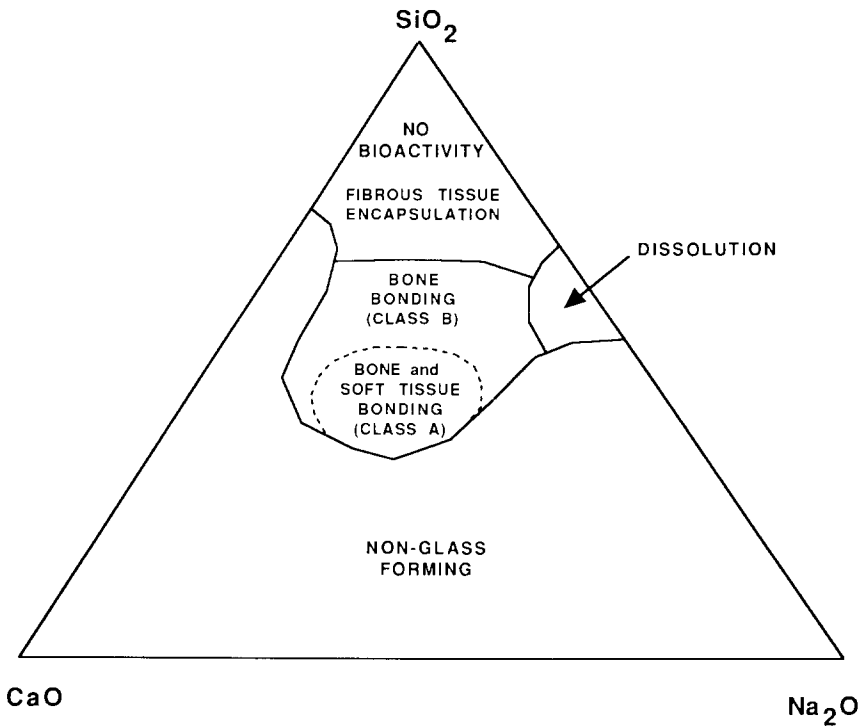 SiO₂
NO
BIOACTIVITY
FIBROUS TISSUE
ENCAPSULATION
DISSOLUTION
BONE
BONDING
(CLASS B)
BONE and
SOFT TISSUE
BONDING
(CLASS A)
NON-GLASS
FORMING
CaO
Na₂O